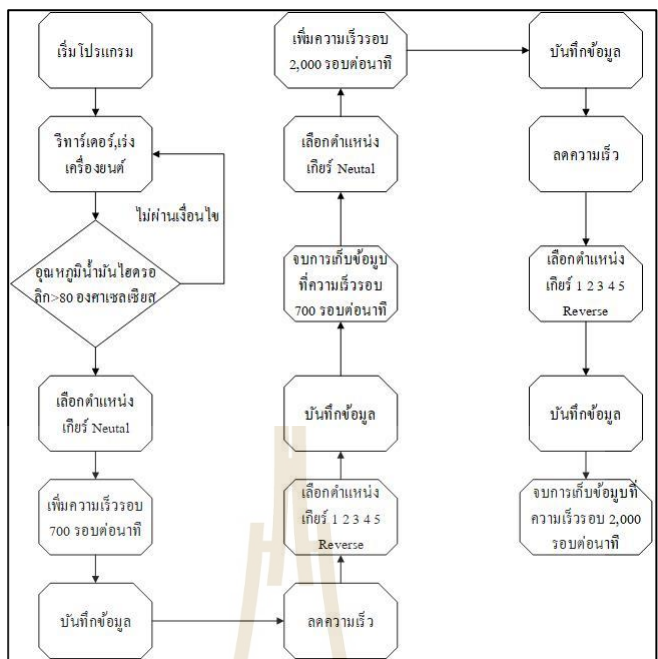 เริ่มโปรแกรม
รีทาร์เดอร์,เร่ง
เครื่องยนต์
ไม่ผ่านเงื่อนไข
อุณหภูมิน้ำมันไฮดรอ
ลิก>80 องศาเซลเซียส
เลือกตำแหน่ง
เกียร์ Neutal
เพิ่มความเร็วรอบ
700 รอบต่อนาที
บันทึกข้อมูล
ลดความเร็ว
เลือกตำแหน่ง
เกียร์ 1 2 3 4 5
Reverse
บันทึกข้อมูล
จบการเก็บข้อมูบ
ที่ความเร็วรอบ
700 รอบต่อนาที
เลือกตำแหน่ง
เกียร์ Neutal
เพิ่มความเร็วรอบ
2,000 รอบต่อนาที
บันทึกข้อมูล
ลดความเร็ว
เลือกตำแหน่ง
เกียร์ 1 2 3 4 5
Reverse
บันทึกข้อมูล
จบการเก็บข้อมูบที่
ความเร็วรอบ 2,000
รอบต่อนาที